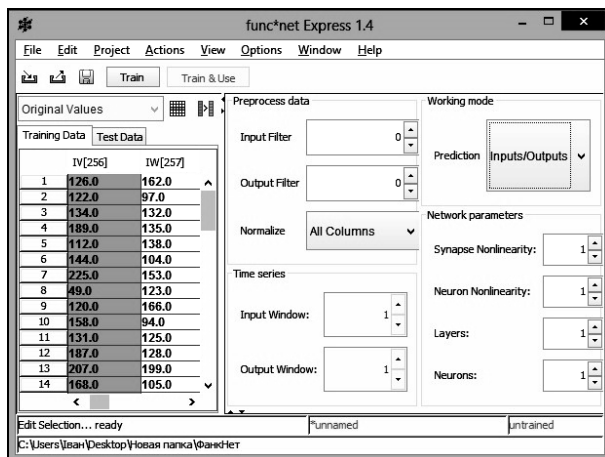 func*net Express 1.4
File Edit Project Actions View Options Window Help
Train Train & Use
Original Values
Training Data Test Data
IV[256] IW[257]
1 126.0 162.0
2 122.0 97.0
3 134.0 132.0
4 189.0 135.0
5 112.0 138.0
6 144.0 104.0
7 225.0 153.0
8 49.0 123.0
9 120.0 166.0
10 158.0 94.0
11 131.0 125.0
12 187.0 128.0
13 207.0 199.0
14 168.0 105.0
Preprocess data
Input Filter 0
Output Filter 0
Normalize All Columns
Time series
Input Window: 1
Output Window: 1
Working mode
Prediction Inputs/Outputs
Network parameters
Synapse Nonlinearity: 1
Neuron Nonlinearity: 1
Layers: 1
Neurons: 1
Edit Selection... ready *unnamed untrained
C:\Users\Іван\Desktop\Новая папка\ФанкНет